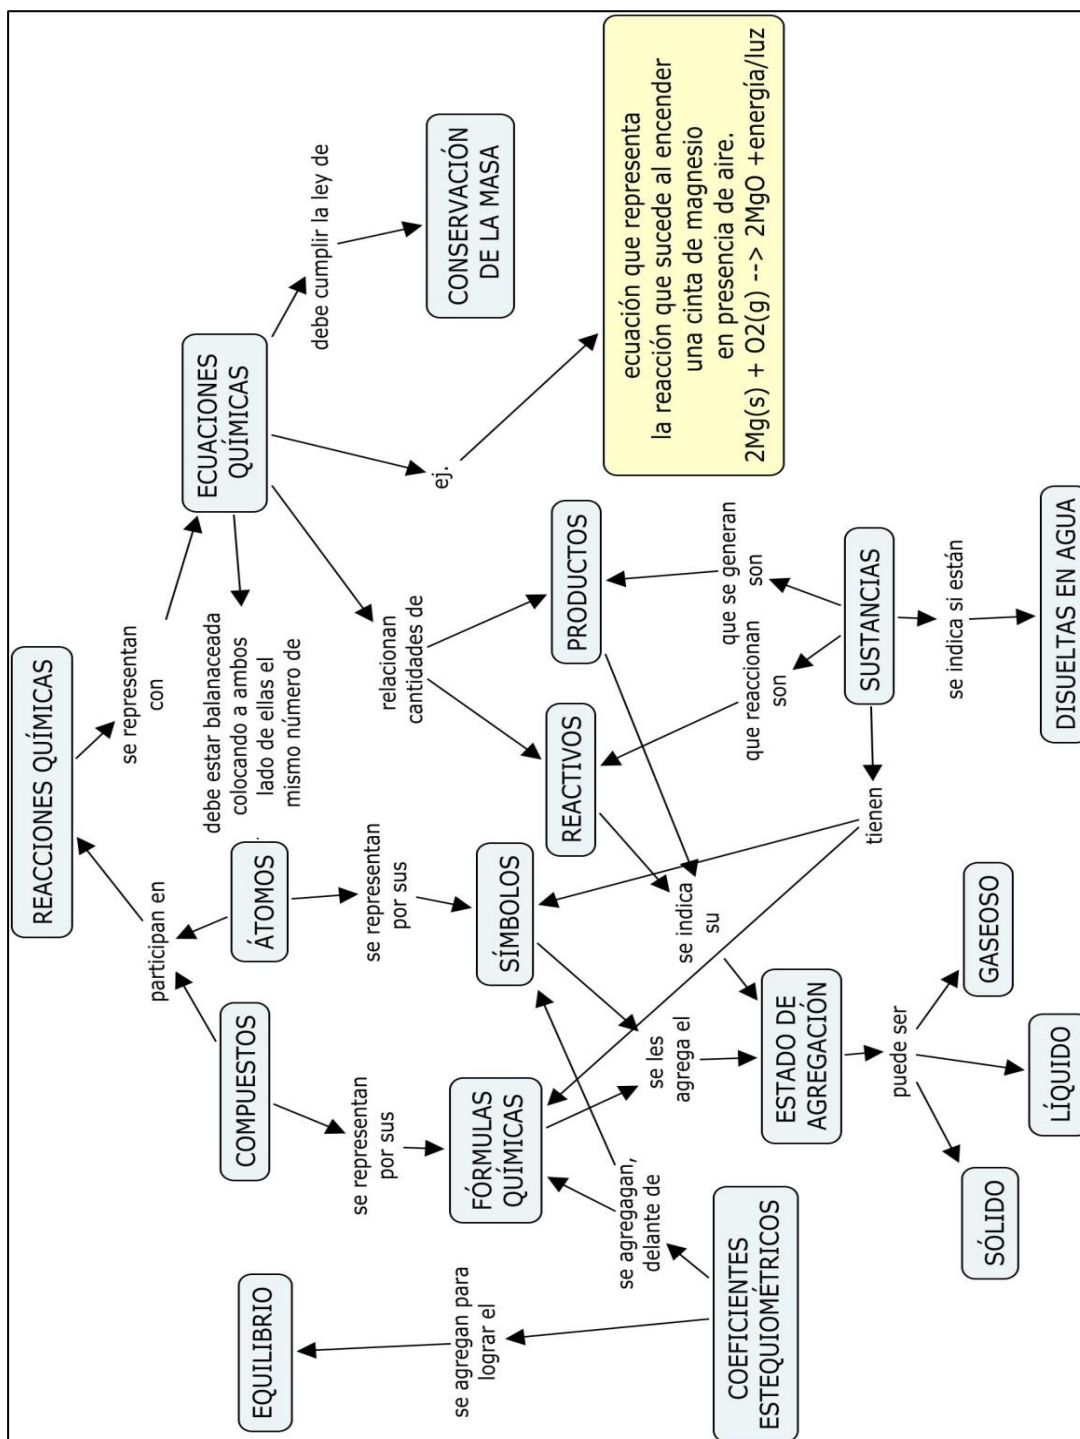 REACCIONES QUÍMICAS
participan en
se representan
con
COMPUESTOS
ÁTOMOS
ECUACIONES
QUÍMICAS
EQUILIBRIO
debe estar balanaceada
colocando a ambos
lado de ellas el
mismo número de
debe cumplir la ley de
se representan
por sus
se representan
por sus
relacionan
cantidades de
ej.
CONSERVACIÓN
DE LA MASA
se agregan para
lograr el
FÓRMULAS
QUÍMICAS
SÍMBOLOS
REACTIVOS
PRODUCTOS
ecuación que representa
la reacción que sucede al encender
una cinta de magnesio
en presencia de aire.
2Mg(s) + O2(g) --> 2MgO +energía/luz
se agregagan,
delante de
se les
agrega el
se indica
su
que reaccionan
son
que se generan
son
COEFICIENTES
ESTEQUIOMÉTRICOS
ESTADO DE
AGREGACIÓN
tienen
SUSTANCIAS
puede ser
se indica si están
SÓLIDO
LÍQUIDO
GASEOSO
DISUELTAS EN AGUA